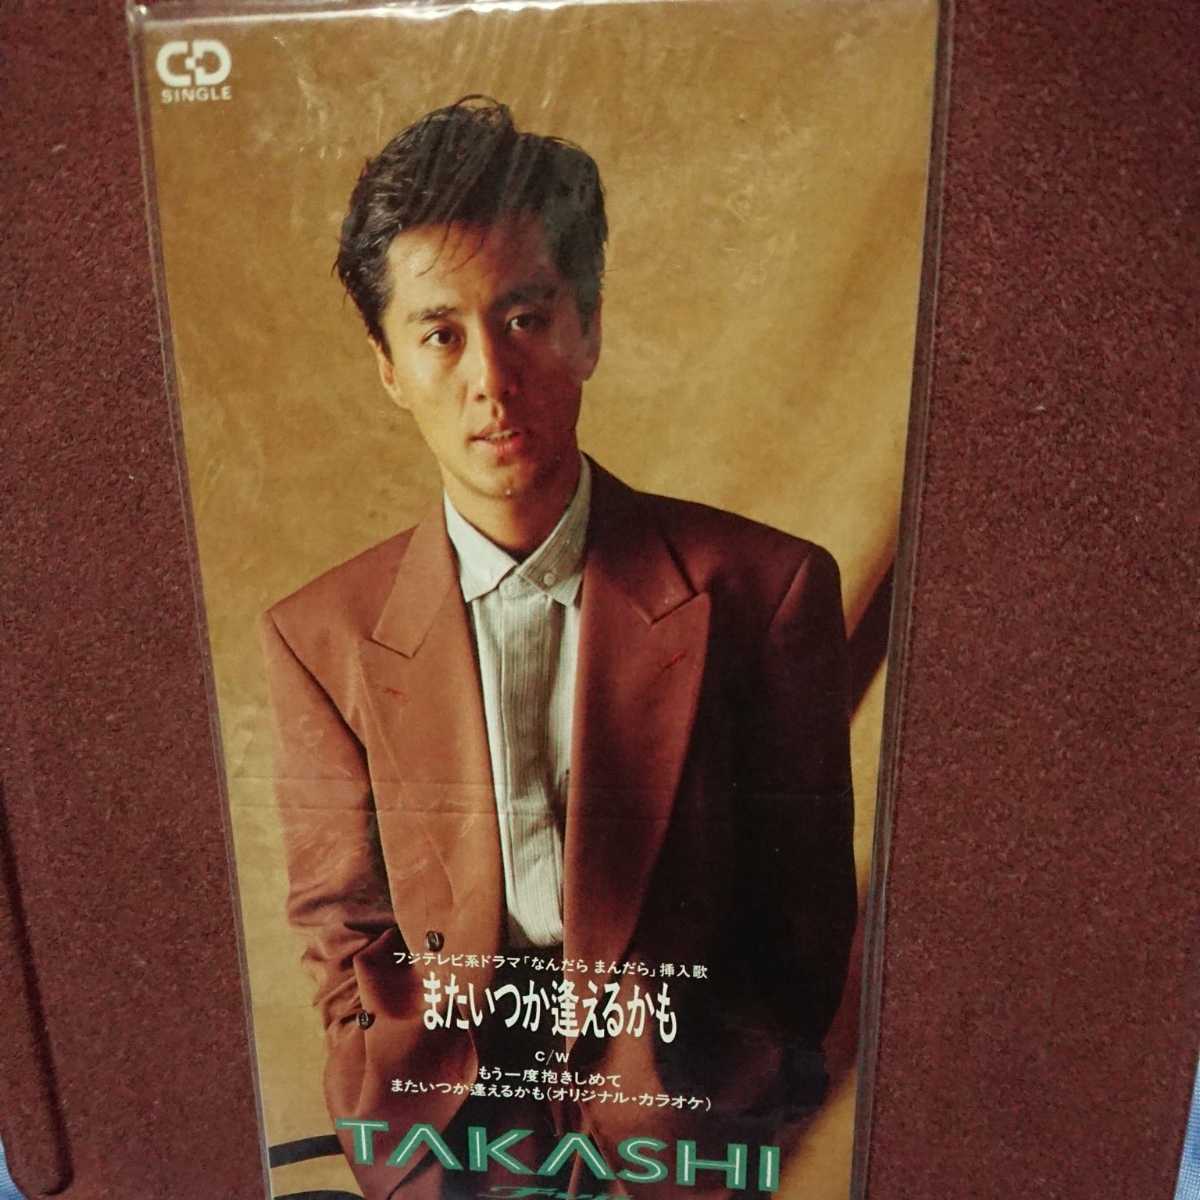 CD
SINGLE
フジテレビ系ドラマ「なんだら まんだら」挿入歌
またいつか逢えるかも
c/w
もう一度抱きしめて
またいつか逢えるかも(オリジナル・カラオケ)
TAKASHI